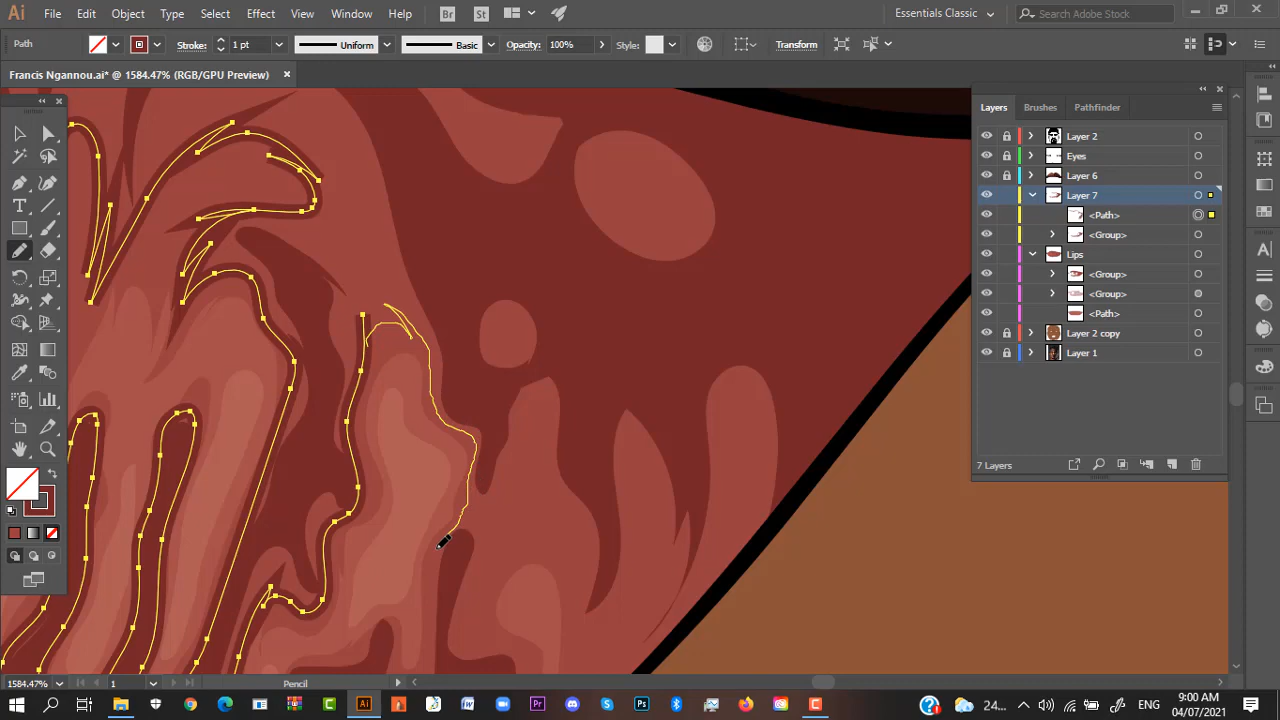 Ai File Edit Object Type Select Effect View Window Help Br St Essentials Classic Search Adobe Stock
Path Stroke: 1 pt Uniform Basic Opacity: 100% Style: Transform
Francis Ngannou.ai* @ 1584.47% (RGB/GPU Preview)
Layers Brushes Pathfinder
Layer 2
Eyes
Layer 6
Layer 7
<Path>
<Group>
Lips
<Group>
<Group>
<Path>
Layer 2 copy
Layer 1
7 Layers
1584.47% 1 Pencil
Ai Pr Ps 24... ENG 9:00 AM
04/07/2021